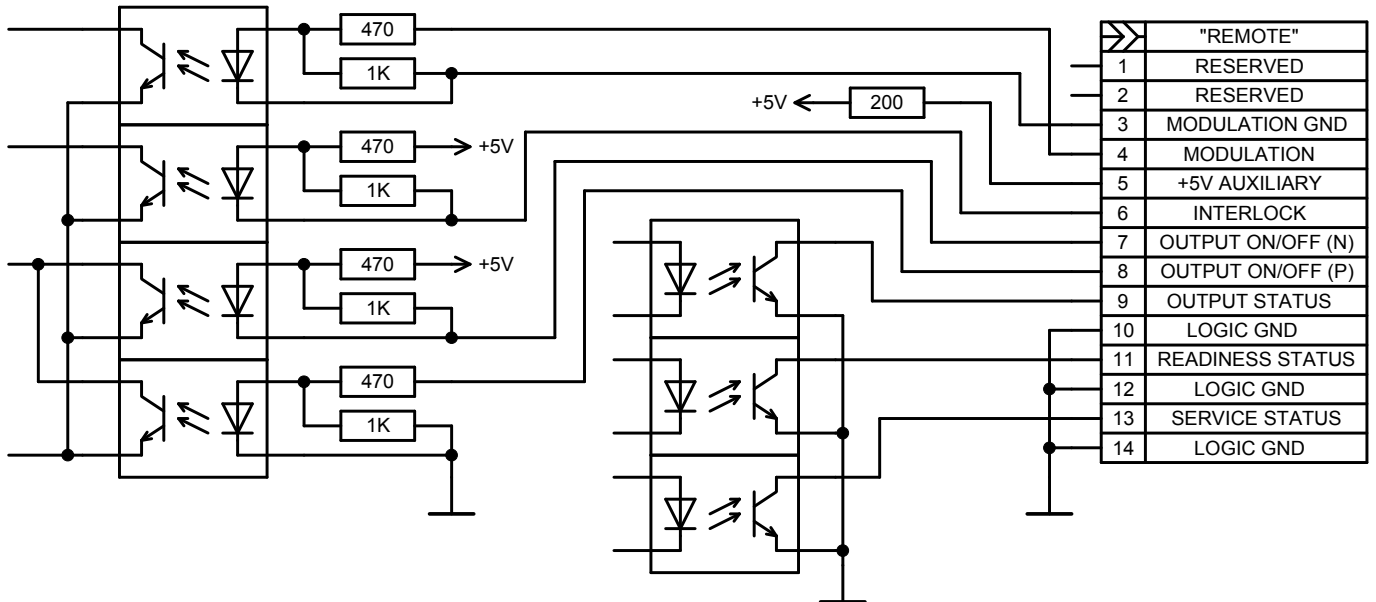 470
1K
470
+5V
1K
470
+5V
1K
470
1K
+5V
200
"REMOTE"
1 RESERVED
2 RESERVED
3 MODULATION GND
4 MODULATION
5 +5V AUXILIARY
6 INTERLOCK
7 OUTPUT ON/OFF (N)
8 OUTPUT ON/OFF (P)
9 OUTPUT STATUS
10 LOGIC GND
11 READINESS STATUS
12 LOGIC GND
13 SERVICE STATUS
14 LOGIC GND